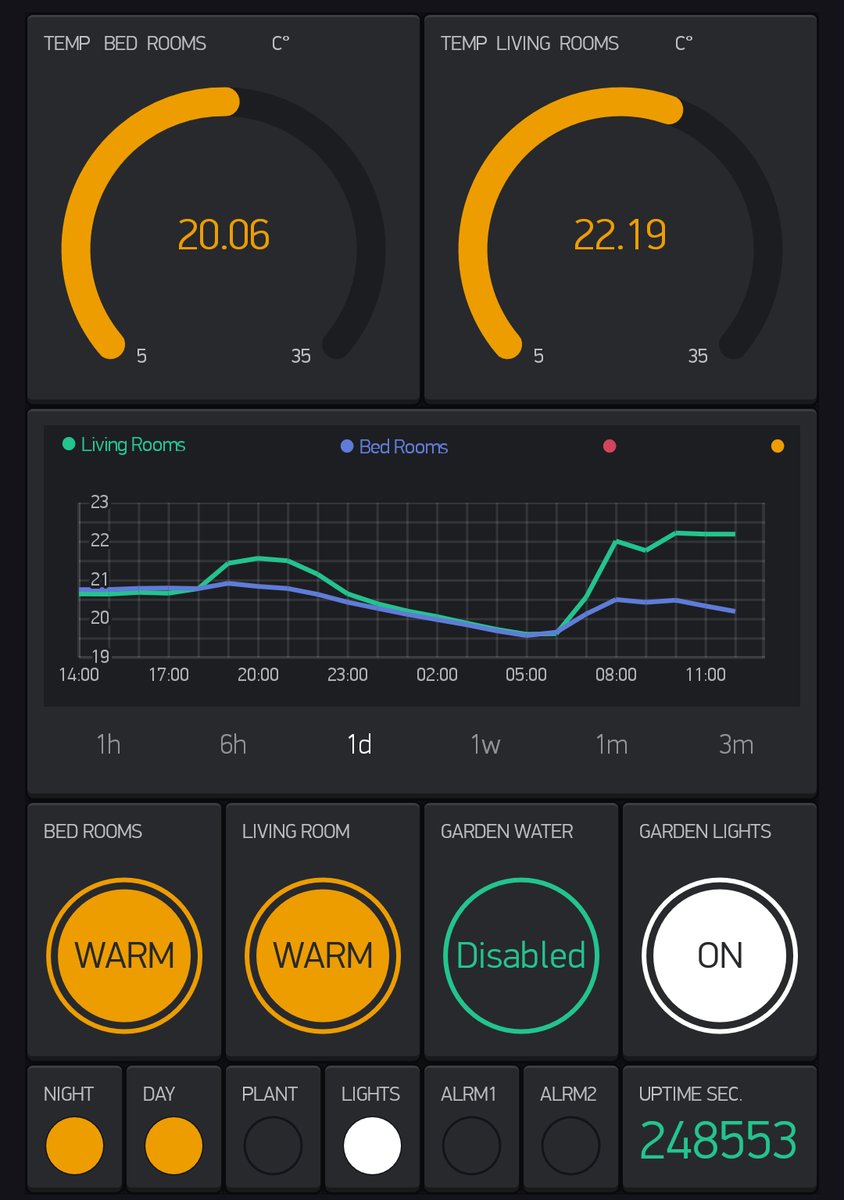 TEMP BED ROOMS C°
TEMP LIVING ROOMS C°
20.06
5
35
22.19
5
35
Living Rooms
Bed Rooms
23
22
21
20
19
14:00 17:00 20:00 23:00 02:00 05:00 08:00 11:00
1h 6h 1d 1w 1m 3m
BED ROOMS
WARM
LIVING ROOM
WARM
GARDEN WATER
Disabled
GARDEN LIGHTS
ON
NIGHT
DAY
PLANT
LIGHTS
ALRM1
ALRM2
UPTIME SEC.
248553